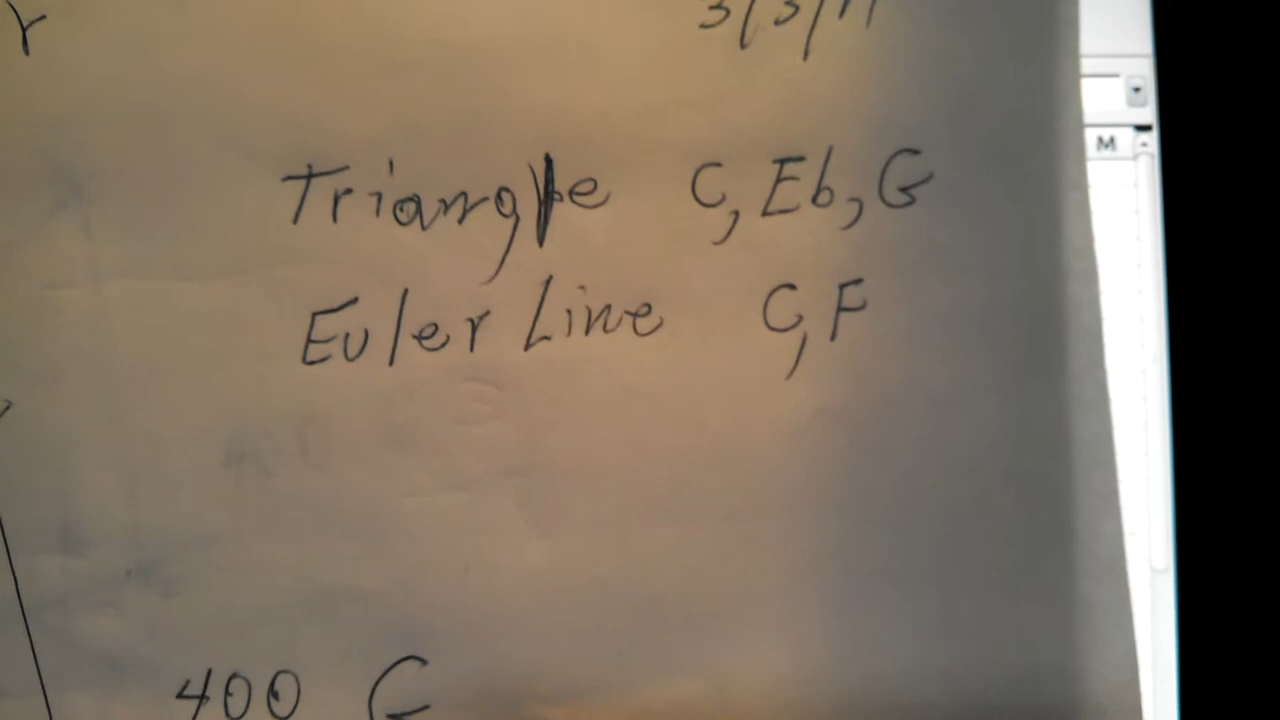 r
Triangle C, Eb, G
Euler Line C, F
M
400 G